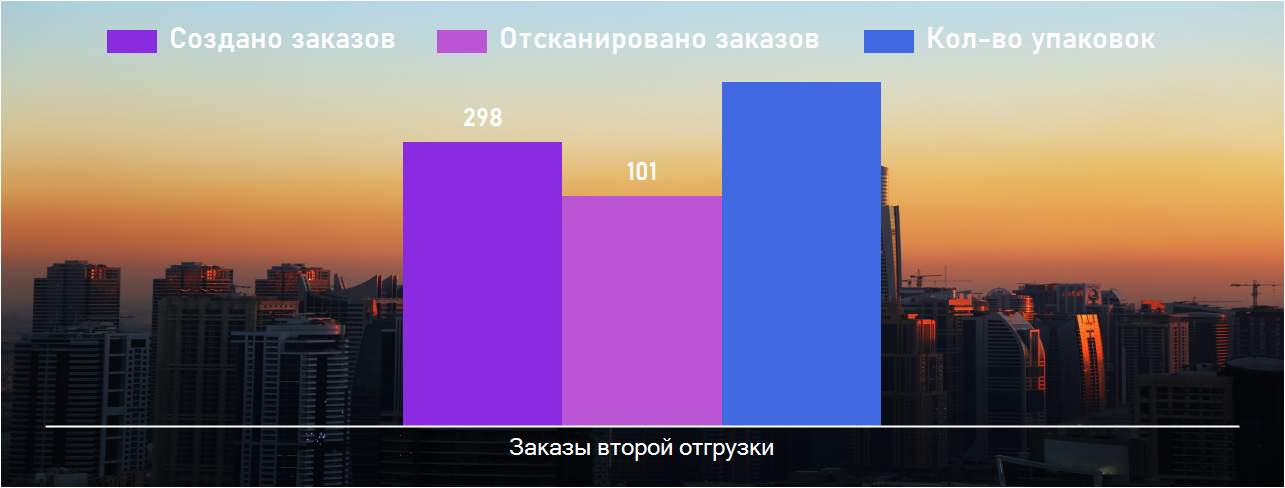 Создано заказов Отсканировано заказов Кол-во упаковок
298
101
Заказы второй отгрузки